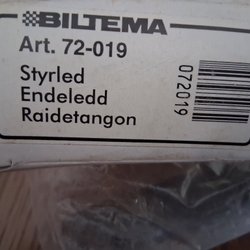 BILTEMA
Art. 72-019
Styrled
Endeledd
Raidetangon
072019